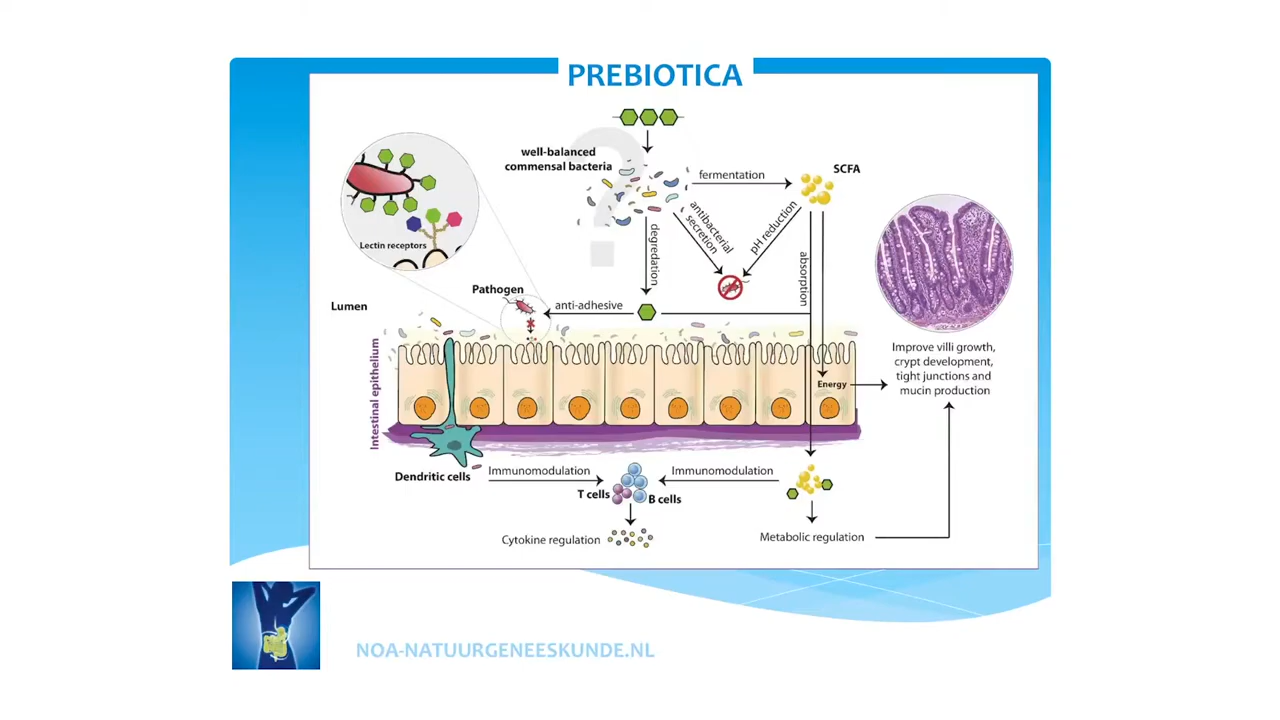 PREBIOTICA
well-balanced
commensal bacteria
fermentation
SCFA
antibacterial
secretion
pH reduction
degradation
absorption
Lectin receptors
Pathogen
anti-adhesive
Lumen
Intestinal epithelium
Energy
Improve villi growth,
crypt development,
tight junctions and
mucin production
Dendritic cells
Immunomodulation
T cells
B cells
Immunomodulation
Cytokine regulation
Metabolic regulation
?
NOA-NATUURGENEESKUNDE.NL